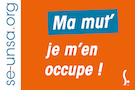 se-unsa.org
Ma mut'
je m'en
occupe !